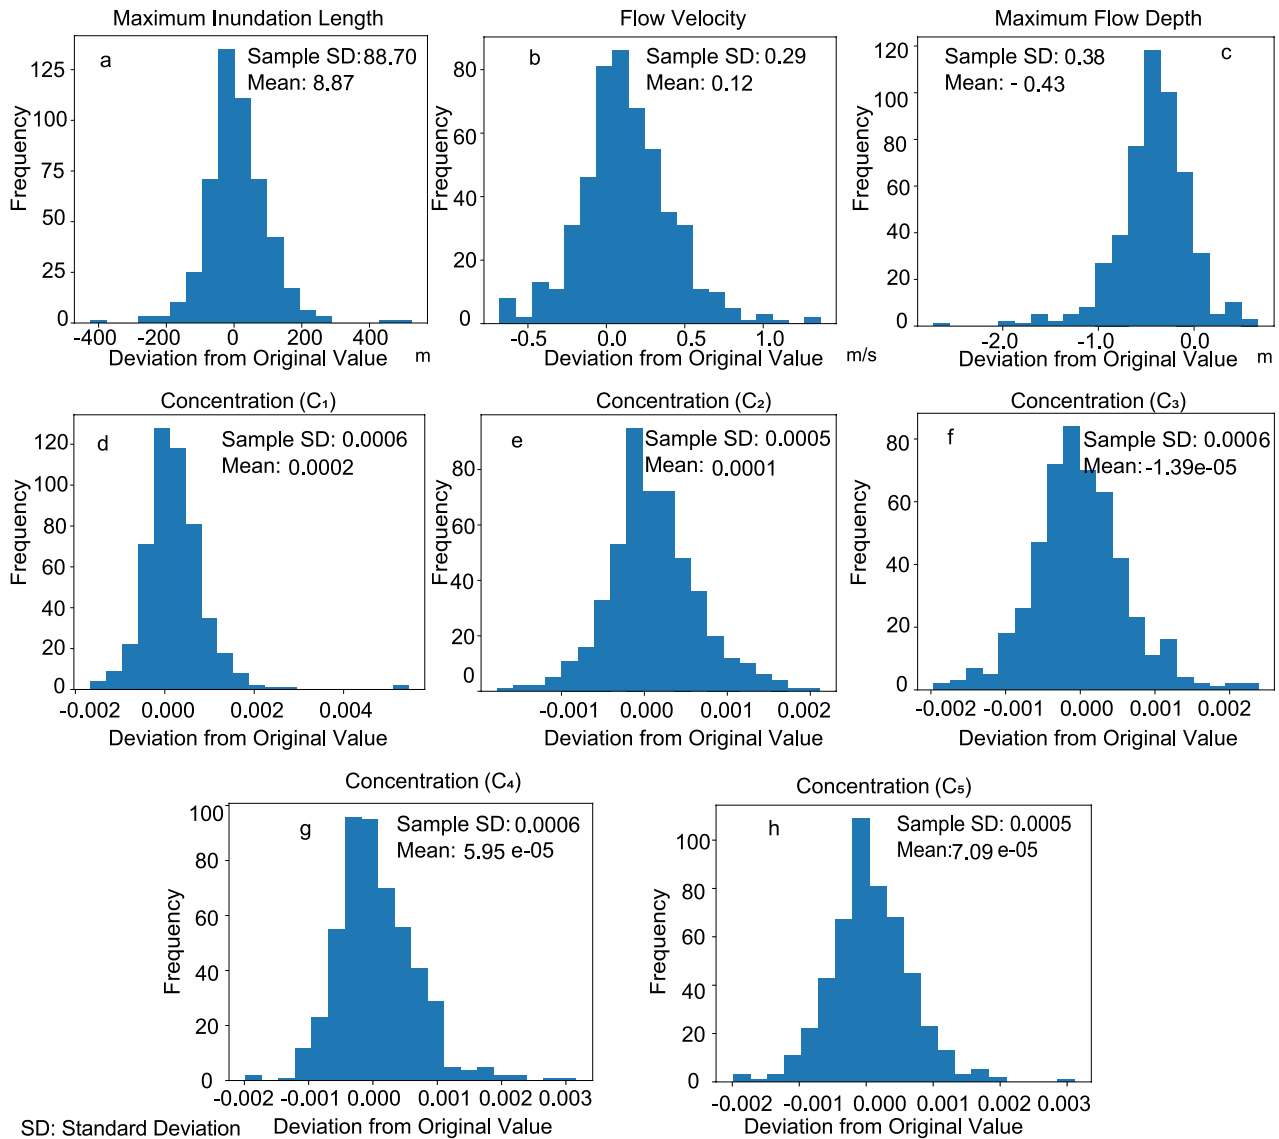 Maximum Inundation Length
a
Sample SD:88.70
Mean: 8.87
Frequency
125
100
75
50
25
0
-400
-200
0
200
400
Deviation from Original Value
m
Flow Velocity
b
Sample SD: 0.29
Mean: 0.12
Frequency
80
60
40
20
0
-0.5
0.0
0.5
1.0
Deviation from Original Value
m/s
Maximum Flow Depth
Sample SD: 0.38
Mean: - 0.43
c
Frequency
120
100
80
60
40
20
0
-2.0
-1.0
0.0
Deviation from Original Value
m
Concentration (C₁)
d
Sample SD: 0.0006
Mean: 0.0002
Frequency
120
100
80
60
40
20
0
-0.002
0.000
0.002
0.004
Deviation from Original Value
Concentration (C₂)
e
Sample SD: 0.0005
Mean: 0.0001
Frequency
80
60
40
20
0
-0.001
0.000
0.001
0.002
Deviation from Original Value
Concentration (C₃)
f
Sample SD: 0.0006
Mean: -1.39e-05
Frequency
80
60
40
20
0
-0.002
-0.001
0.000
0.001
0.002
Deviation from Original Value
Concentration (C₄)
g
Sample SD: 0.0006
Mean: 5.95 e-05
Frequency
100
80
60
40
20
0
-0.002
-0.001
0.000
0.001
0.002
0.003
Deviation from Original Value
Concentration (C₅)
h
Sample SD: 0.0005
Mean:7.09 e-05
Frequency
100
80
60
40
20
0
-0.002
-0.001
0.000
0.001
0.002
0.003
Deviation from Original Value
SD: Standard Deviation